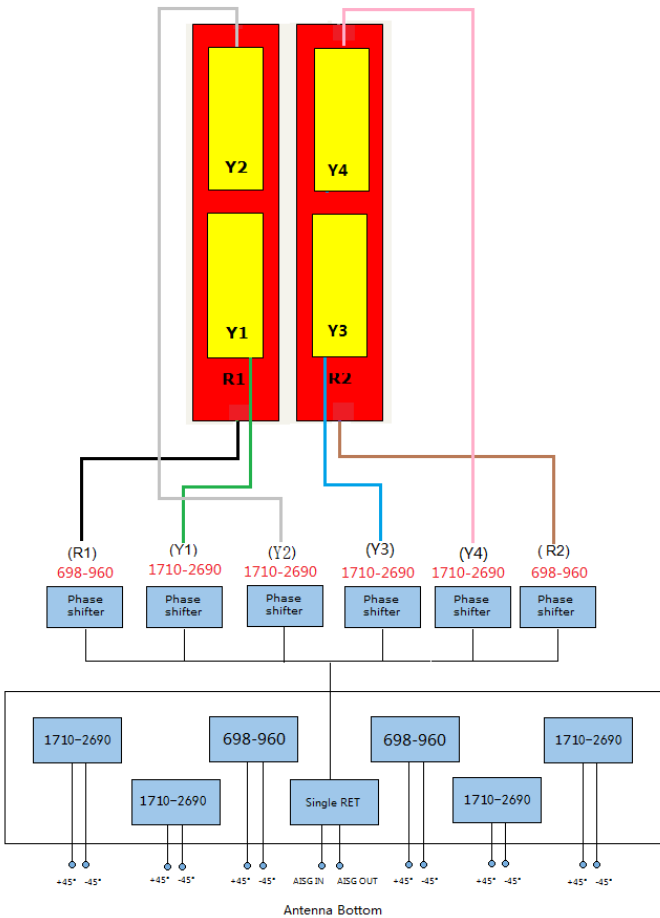 Y2
Y4
Y1
Y3
R1
R2
(R1)
(Y1)
(Y2)
(Y3)
(Y4)
( R2)
698-960
1710-2690
1710-2690
1710-2690
1710-2690
698-960
Phase
shifter
Phase
shifter
Phase
shifter
Phase
shifter
Phase
shifter
Phase
shifter
1710-2690
698-960
698-960
1710-2690
1710-2690
Single RET
1710-2690
+45° -45°
+45° -45°
+45° -45°
AISG IN
AISG OUT
+45° -45°
+45° -45°
+45° -45°
Antenna Bottom